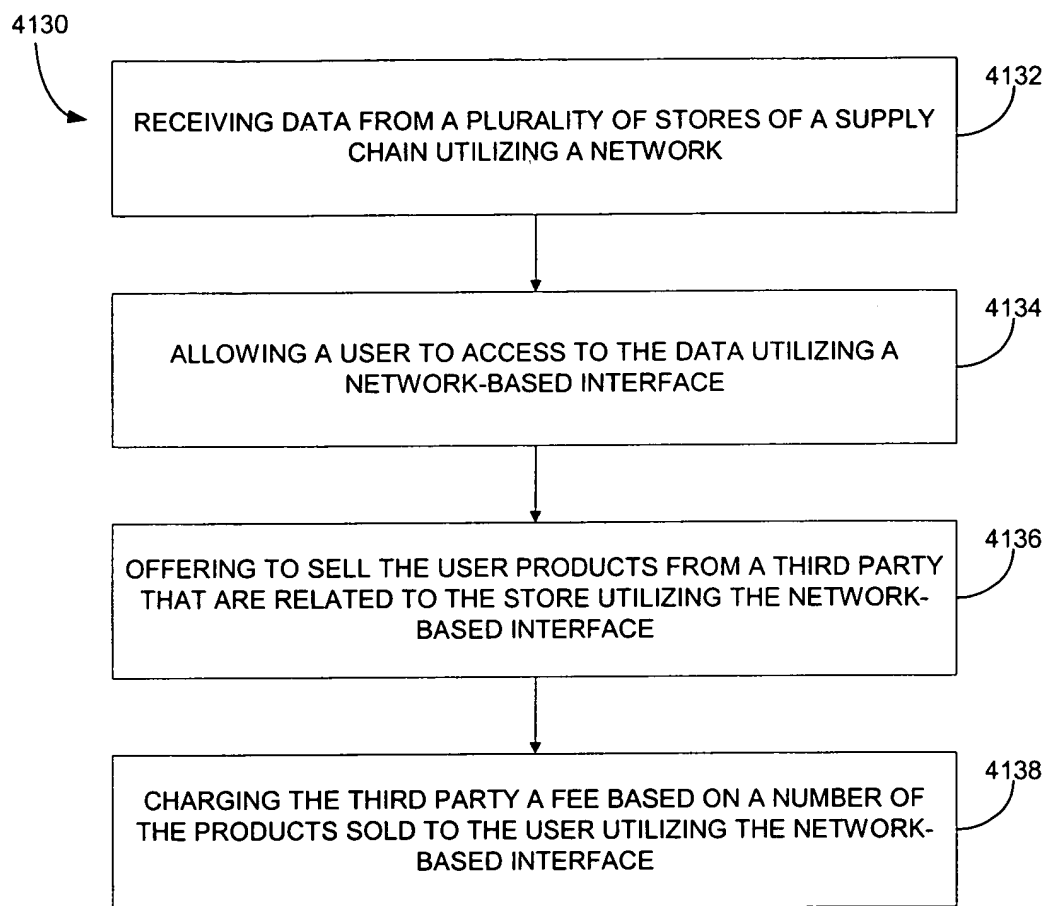 4130
4132
RECEIVING DATA FROM A PLURALITY OF STORES OF A SUPPLY
CHAIN UTILIZING A NETWORK
4134
ALLOWING A USER TO ACCESS TO THE DATA UTILIZING A
NETWORK-BASED INTERFACE
4136
OFFERING TO SELL THE USER PRODUCTS FROM A THIRD PARTY
THAT ARE RELATED TO THE STORE UTILIZING THE NETWORK-
BASED INTERFACE
4138
CHARGING THE THIRD PARTY A FEE BASED ON A NUMBER OF
THE PRODUCTS SOLD TO THE USER UTILIZING THE NETWORK-
BASED INTERFACE